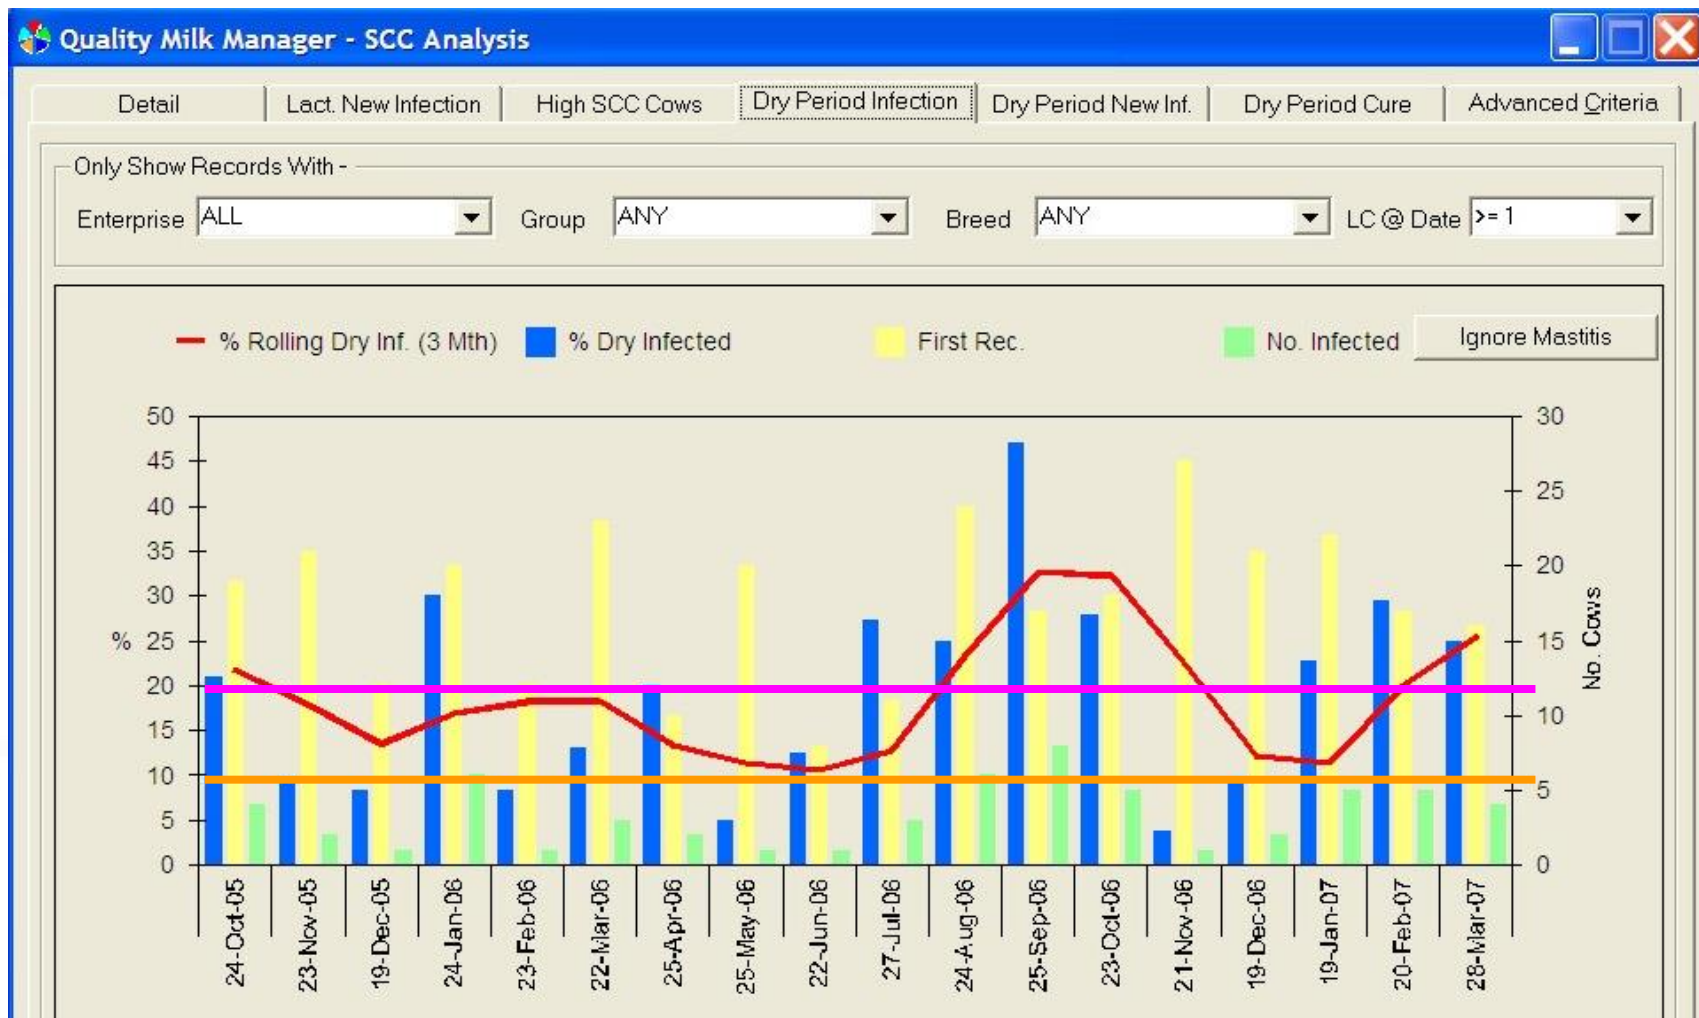 Quality Milk Manager - SCC Analysis
Detail Lact. New Infection High SCC Cows Dry Period Infection Dry Period New Inf. Dry Period Cure Advanced Criteria
Only Show Records With -
Enterprise ALL Group ANY Breed ANY LC @ Date >= 1
% Rolling Dry Inf. (3 Mth) % Dry Infected First Rec. No. Infected Ignore Mastitis
50 30
45
40 25
35
30 20
% 25 15
20
15 10
10
5 5
0 0
No. Cows
24-Oct-05 23-Nov-05 19-Dec-05 24-Jan-06 23-Feb-06 22-Mar-06 25-Apr-06 25-May-06 22-Jun-06 27-Jul-06 24-Aug-06 25-Sep-06 23-Oct-06 21-Nov-06 19-Dec-06 19-Jan-07 20-Feb-07 28-Mar-07